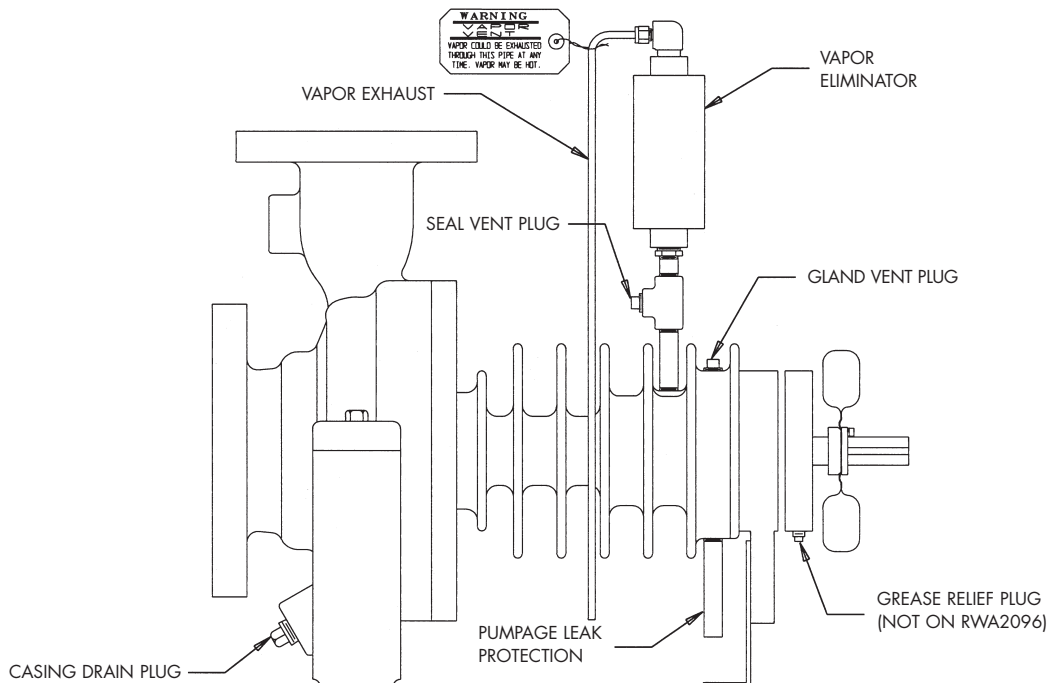 WARNING
VAPOR
VENT
VAPOR COULD BE EXHAUSTED
THROUGH THIS PIPE AT ANY
TIME. VAPOR MAY BE HOT.
VAPOR
ELIMINATOR
VAPOR EXHAUST
SEAL VENT PLUG
GLAND VENT PLUG
GREASE RELIEF PLUG
(NOT ON RWA2096)
PUMPAGE LEAK
PROTECTION
CASING DRAIN PLUG